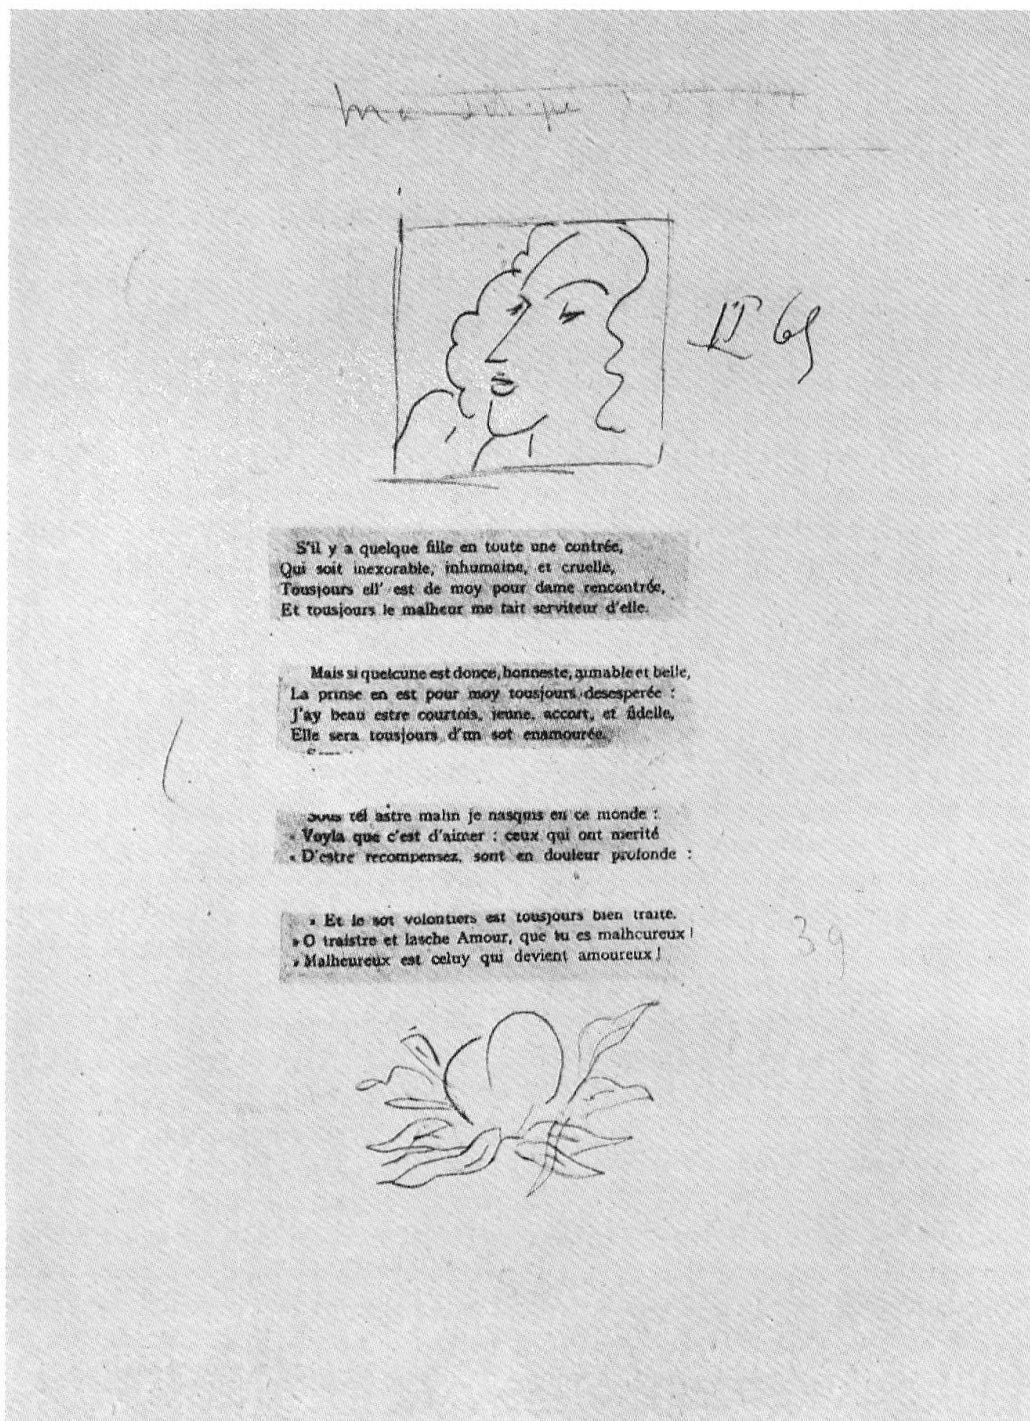 II 69
S'il y a quelque fille en toute une contrée,
Qui soit inexorable, inhumaine, et cruelle,
Tousjours ell' est de moy pour dame rencontrée,
Et tousjours le malheur me fait serviteur d'elle.
Mais si quelcune est douce, honneste, aimable et belle,
La prinse en est pour moy tousjours desesperée :
J'ay beau estre courtois, jeune, accort, et fidelle,
Elle sera tousjours d'un sot enamourée.
Sous tel astre malin je nasquis en ce monde :
« Voyla que c'est d'aimer : ceux qui ont merité
« D'estre recompensez, sont en douleur profonde :
» Et le sot volontiers est tousjours bien traité.
» O traistre et lasche Amour, que tu es malheureux !
» Malheureux est celuy qui devient amoureux !
39